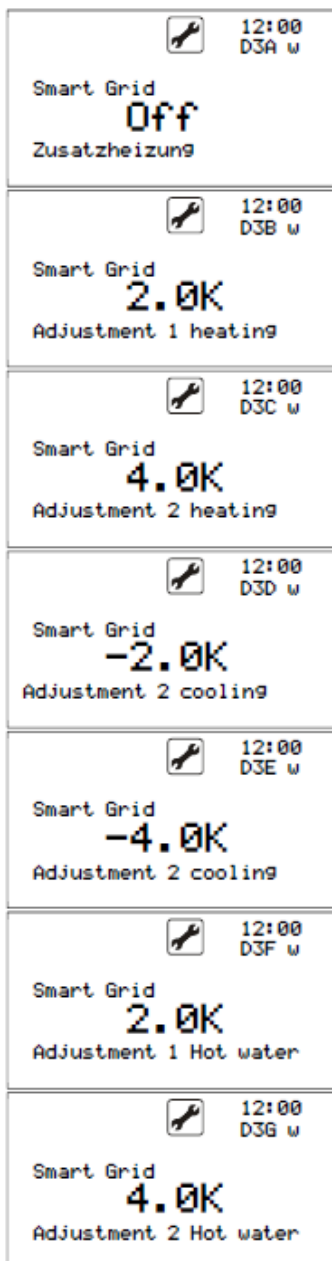 12:00
D3A w
Smart Grid
Off
Zusatzheizung
12:00
D3B w
Smart Grid
2.0K
Adjustment 1 heating
12:00
D3C w
Smart Grid
4.0K
Adjustment 2 heating
12:00
D3D w
Smart Grid
-2.0K
Adjustment 2 cooling
12:00
D3E w
Smart Grid
-4.0K
Adjustment 2 cooling
12:00
D3F w
Smart Grid
2.0K
Adjustment 1 Hot water
12:00
D3G w
Smart Grid
4.0K
Adjustment 2 Hot water